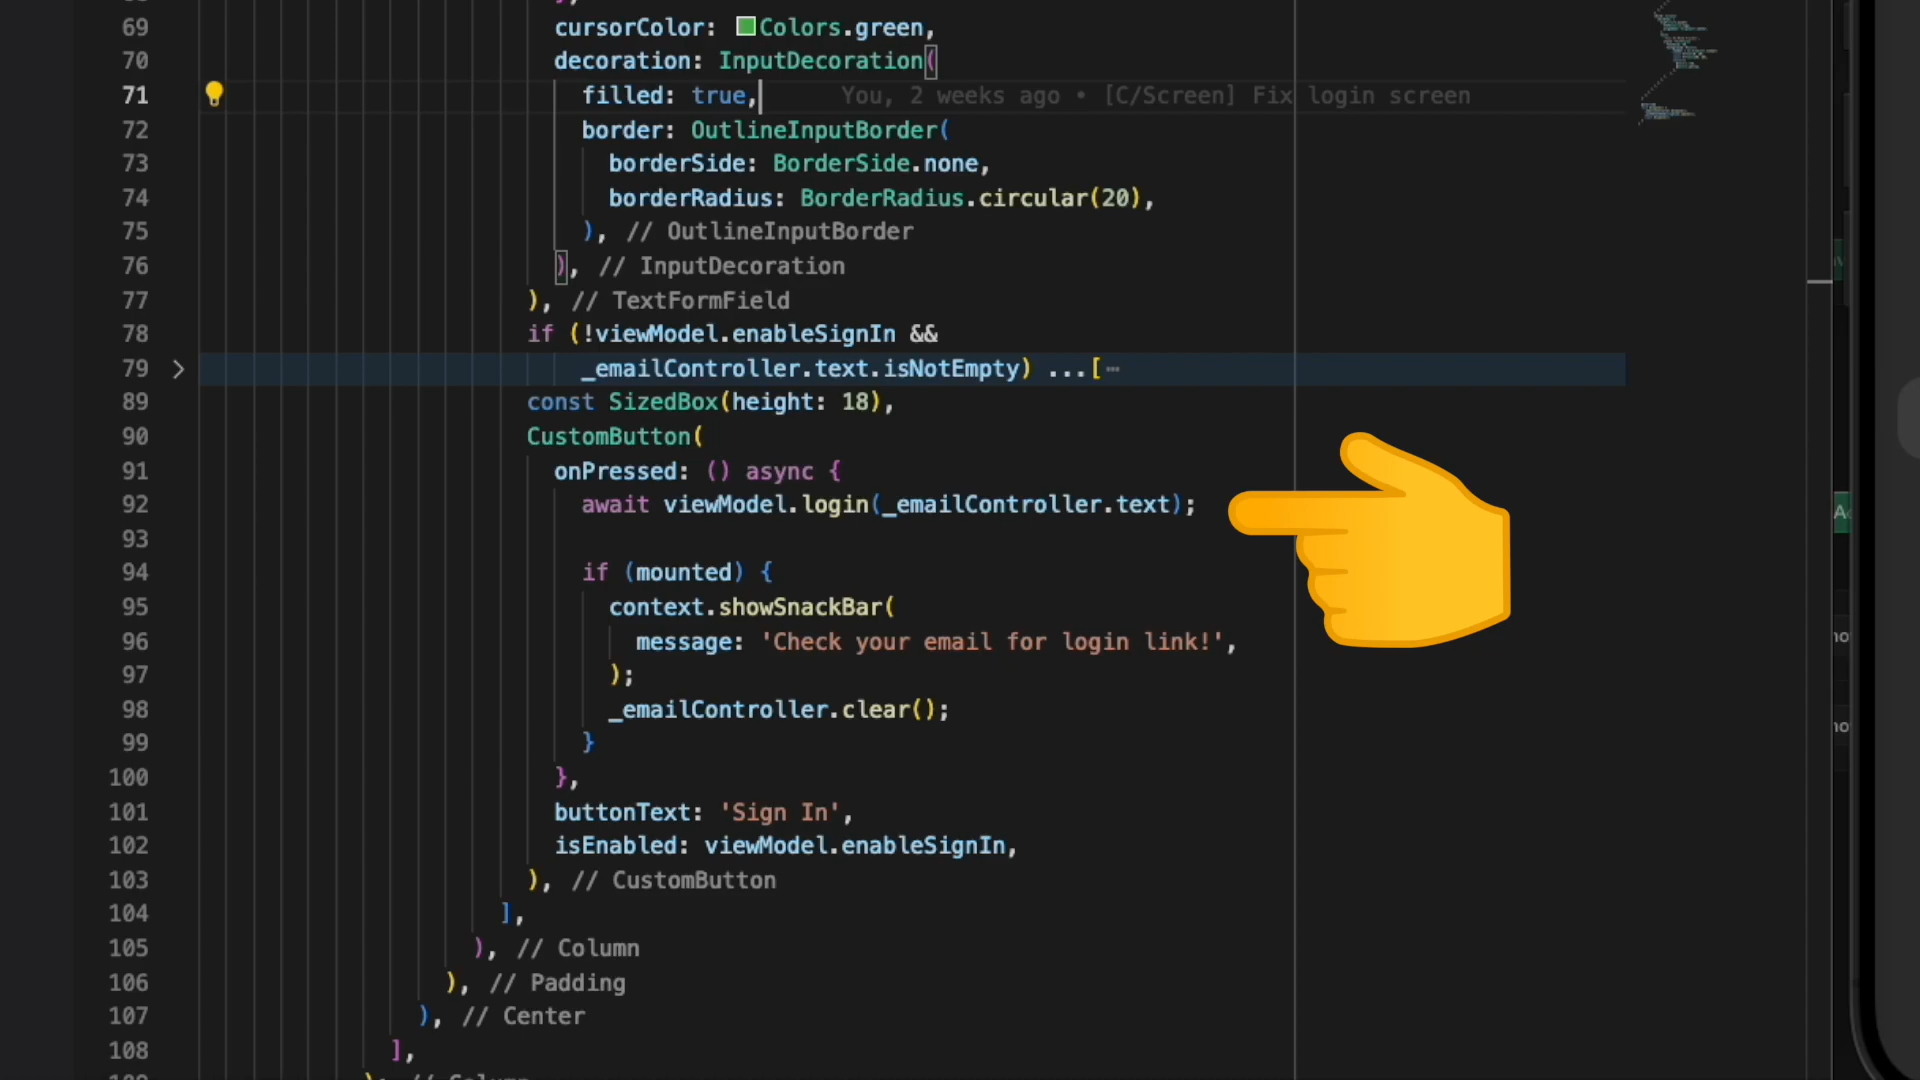 69 cursorColor: Colors.green,
70 decoration: InputDecoration(
71 filled: true, You, 2 weeks ago • [C/Screen] Fix login screen
72 border: OutlineInputBorder(
73 borderSide: BorderSide.none,
74 borderRadius: BorderRadius.circular(20),
75 ), // OutlineInputBorder
76 ), // InputDecoration
77 ), // TextFormField
78 if (!viewModel.enableSignIn &&
79 _emailController.text.isNotEmpty) ...[⋯
89 const SizedBox(height: 18),
90 CustomButton(
91 onPressed: () async {
92 await viewModel.login(_emailController.text);
93
94 if (mounted) {
95 context.showSnackBar(
96 message: 'Check your email for login link!',
97 );
98 _emailController.clear();
99 }
100 },
101 buttonText: 'Sign In',
102 isEnabled: viewModel.enableSignIn,
103 ), // CustomButton
104 ],
105 ), // Column
106 ), // Padding
107 ), // Center
108 ],